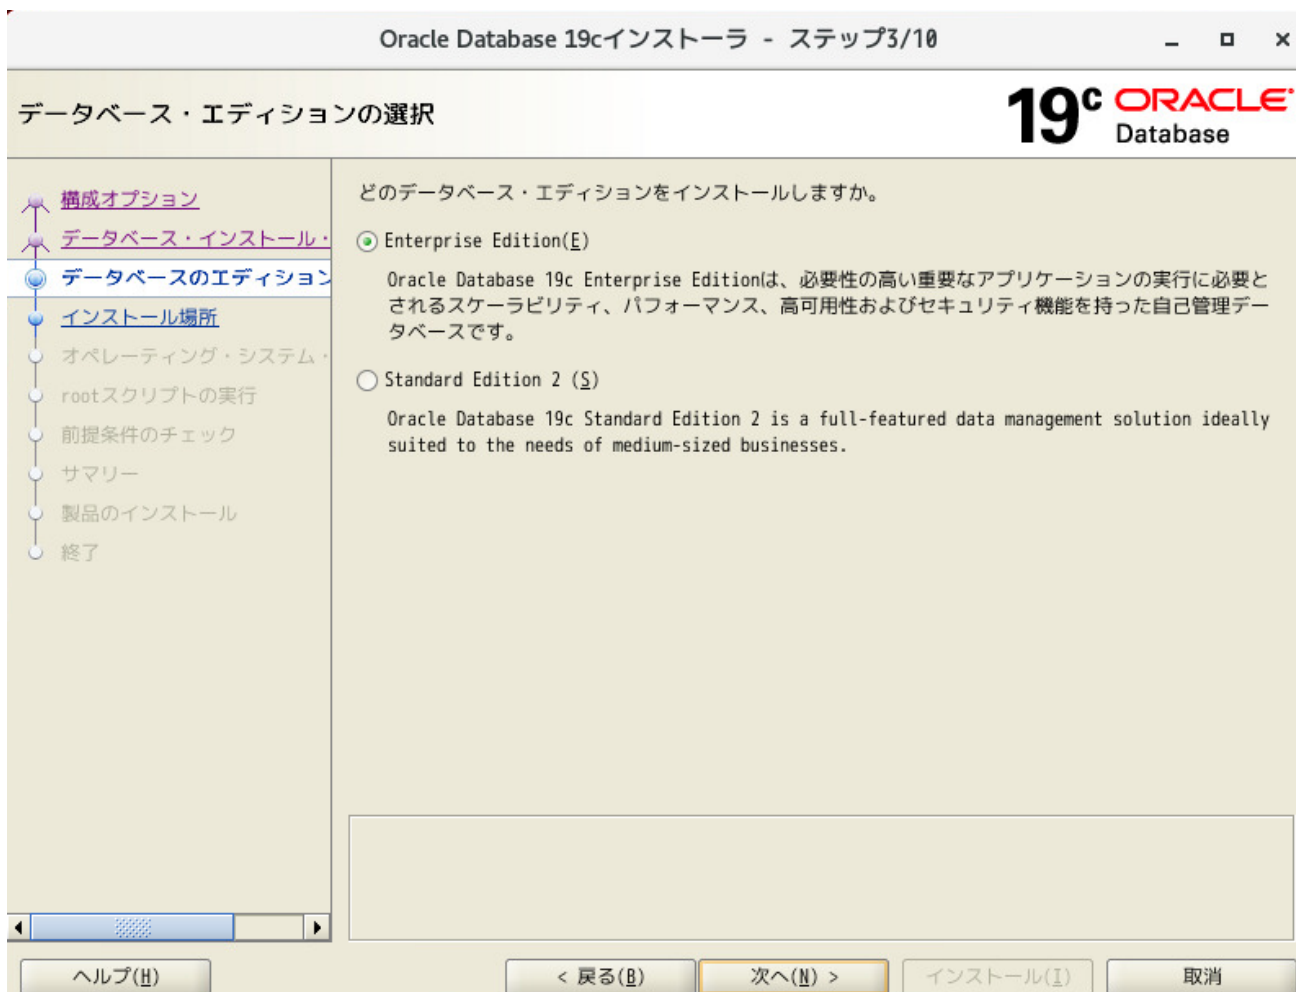 Oracle Database 19cインストーラ - ステップ3/10
データベース・エディションの選択
19c ORACLE
Database
構成オプション
データベース・インストール・
データベースのエディション
インストール場所
オペレーティング・システム・
rootスクリプトの実行
前提条件のチェック
サマリー
製品のインストール
終了
どのデータベース・エディションをインストールしますか。
Enterprise Edition(E)
Oracle Database 19c Enterprise Editionは、必要性の高い重要なアプリケーションの実行に必要と
されるスケーラビリティ、パフォーマンス、高可用性およびセキュリティ機能を持った自己管理デー
タベースです。
Standard Edition 2 (S)
Oracle Database 19c Standard Edition 2 is a full-featured data management solution ideally
suited to the needs of medium-sized businesses.
ヘルプ(H)
< 戻る(B)
次へ(N) >
インストール(I)
取消